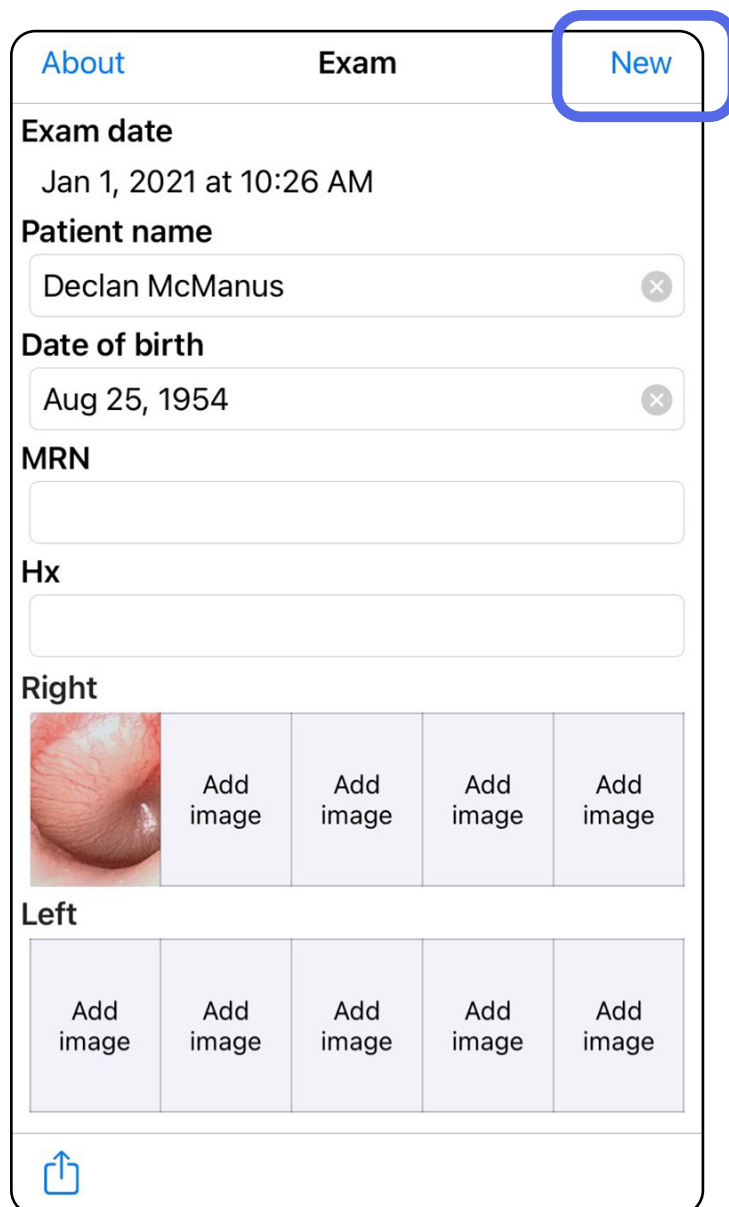 About Exam New
Exam date
Jan 1, 2021 at 10:26 AM
Patient name
Declan McManus
Date of birth
Aug 25, 1954
MRN
Hx
Right
Add image
Add image
Add image
Add image
Left
Add image
Add image
Add image
Add image
Add image